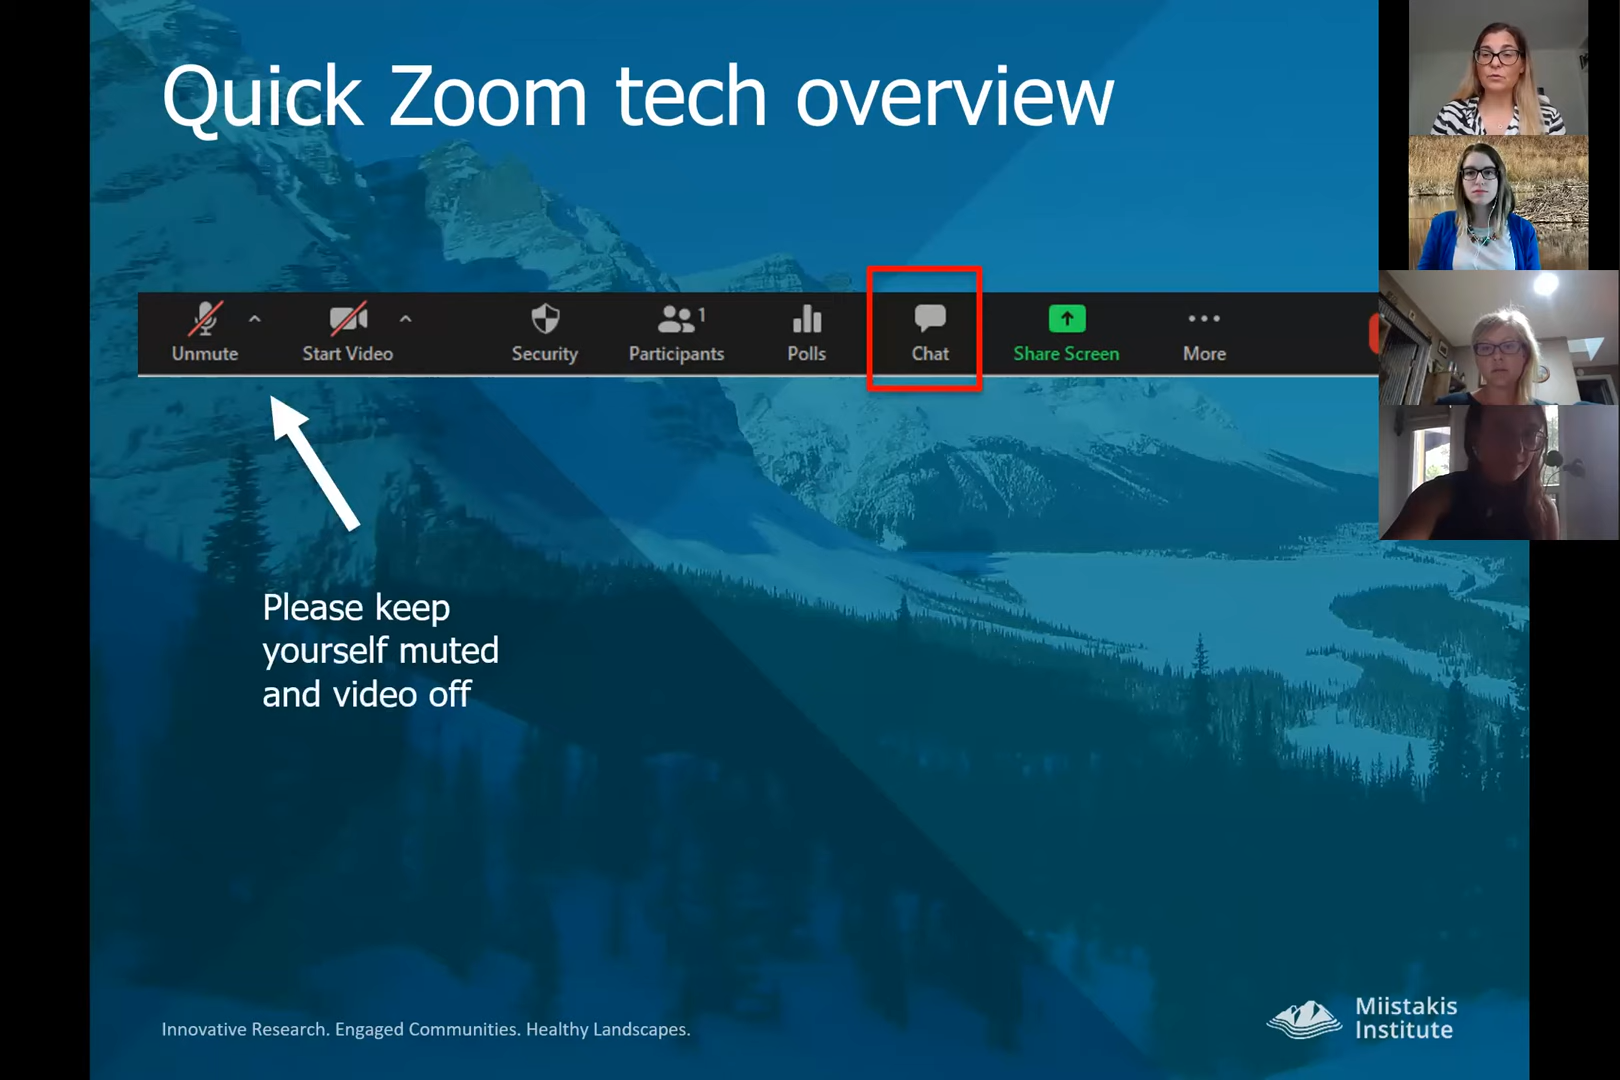 Quick Zoom tech overview
Unmute Start Video Security Participants 1 Polls Chat Share Screen More
Please keep
yourself muted
and video off
Innovative Research. Engaged Communities. Healthy Landscapes.
Miistakis
Institute